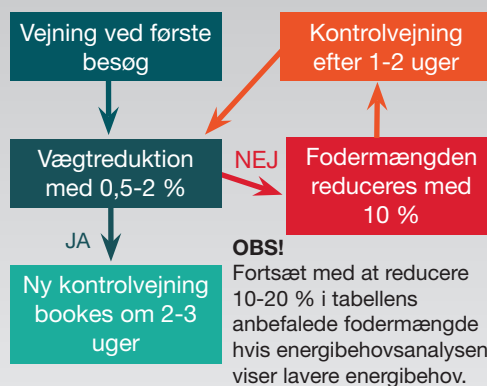 Vejning ved første
besøg
Kontrolvejning
efter 1-2 uger
Vægtreduktion
med 0,5-2 %
NEJ
Fodermængden
reduceres med
10 %
JA
Ny kontrolvejning
bookes om 2-3
uger
OBS!
Fortsæt med at reducere
10-20 % i tabellens
anbefalede fodermængde
hvis energibehovsanalysen
viser lavere energibehov.